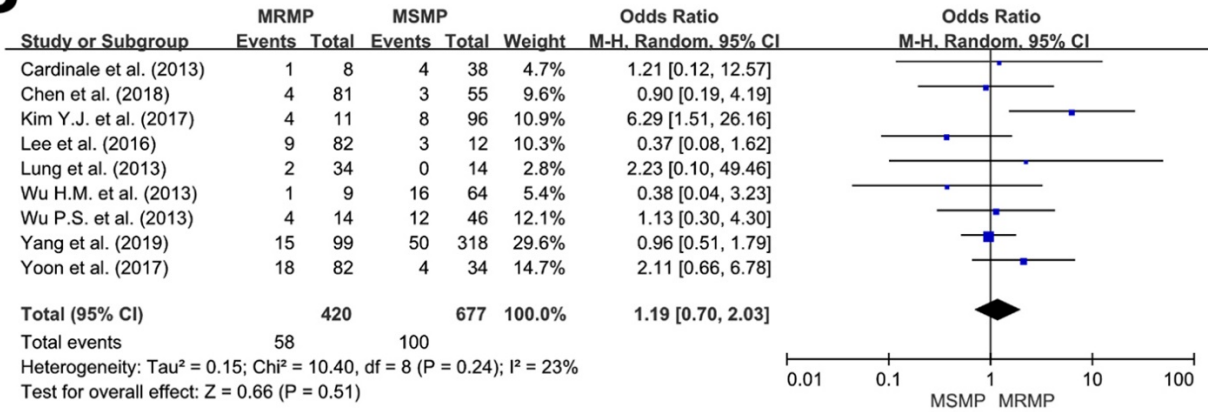 MRMP MSMP Odds Ratio Odds Ratio
Study or Subgroup Events Total Events Total Weight M-H. Random. 95% CI M-H. Random. 95% CI
Cardinale et al. (2013) 1 8 4 38 4.7% 1.21 [0.12, 12.57]
Chen et al. (2018) 4 81 3 55 9.6% 0.90 [0.19, 4.19]
Kim Y.J. et al. (2017) 4 11 8 96 10.9% 6.29 [1.51, 26.16]
Lee et al. (2016) 9 82 3 12 10.3% 0.37 [0.08, 1.62]
Lung et al. (2013) 2 34 0 14 2.8% 2.23 [0.10, 49.46]
Wu H.M. et al. (2013) 1 9 16 64 5.4% 0.38 [0.04, 3.23]
Wu P.S. et al. (2013) 4 14 12 46 12.1% 1.13 [0.30, 4.30]
Yang et al. (2019) 15 99 50 318 29.6% 0.96 [0.51, 1.79]
Yoon et al. (2017) 18 82 4 34 14.7% 2.11 [0.66, 6.78]
Total (95% CI) 420 677 100.0% 1.19 [0.70, 2.03]
Total events 58 100
Heterogeneity: Tau² = 0.15; Chi² = 10.40, df = 8 (P = 0.24); I² = 23%
Test for overall effect: Z = 0.66 (P = 0.51)
0.01 0.1 1 10 100
MSMP MRMP